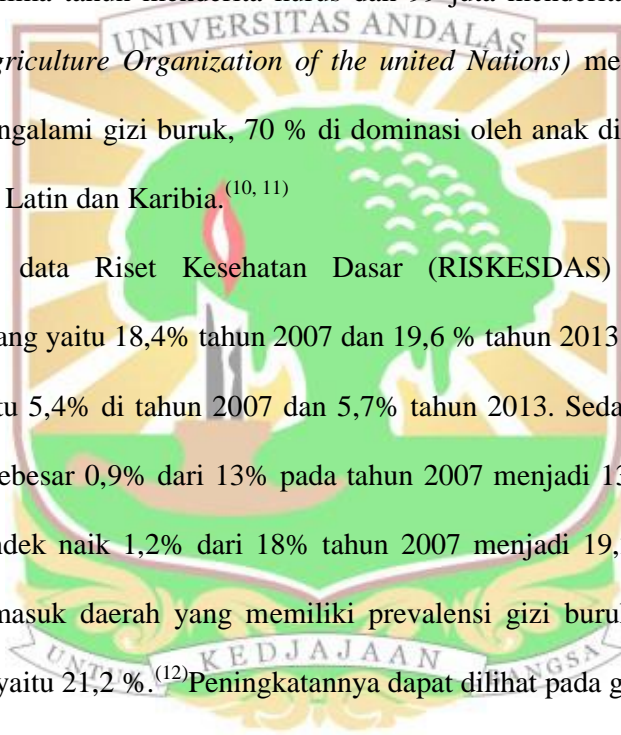 UNIVERSITAS ANDALAS
griculture Organization of the united Nations) me
ngalami gizi buruk, 70 % di dominasi oleh anak di
Latin dan Karibia.(10, 11)
data Riset Kesehatan Dasar (RISKESDAS)
ang yaitu 18,4% tahun 2007 dan 19,6 % tahun 2013
tu 5,4% di tahun 2007 dan 5,7% tahun 2013. Seda
sebesar 0,9% dari 13% pada tahun 2007 menjadi 13
ndek naik 1,2% dari 18% tahun 2007 menjadi 19,
masuk daerah yang memiliki prevalensi gizi buru
UNTUK KEDJAJAAN BANGSA
yaitu 21,2 %.(12)Peningkatannya dapat dilihat pada g